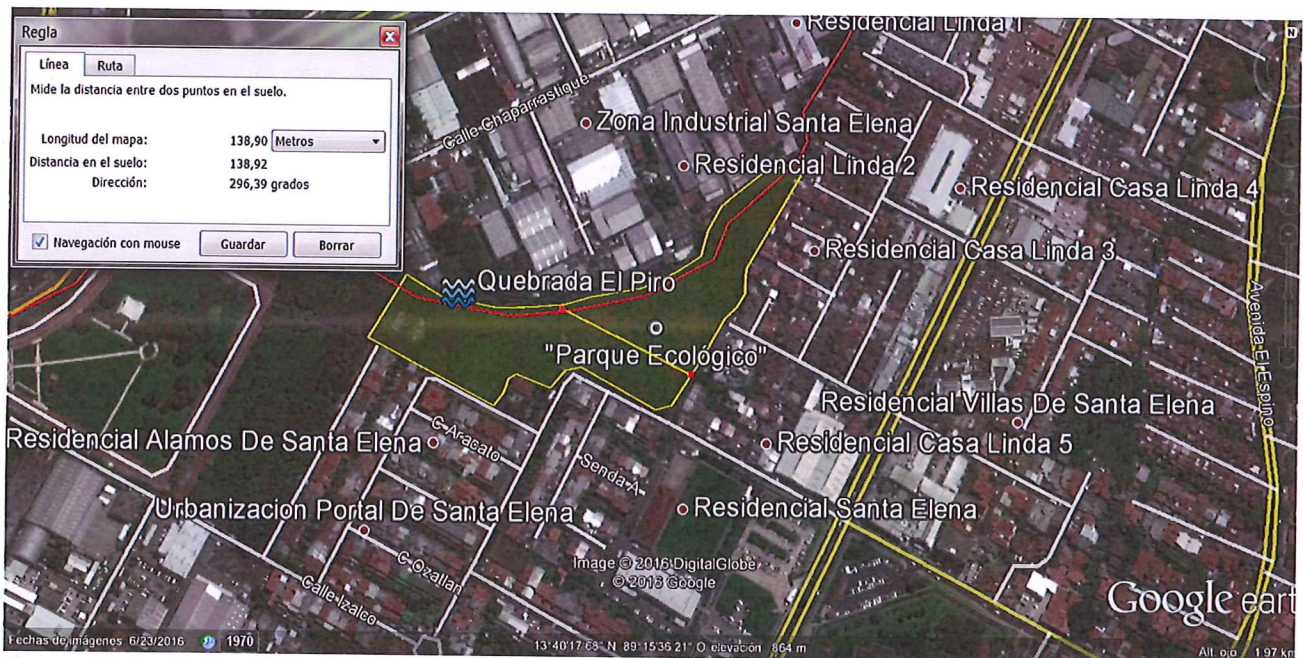 Regla
Línea Ruta
Mide la distancia entre dos puntos en el suelo.
Longitud del mapa: 138,90 Metros
Distancia en el suelo: 138,92
Dirección: 296,39 grados
Navegación con mouse Guardar Borrar
Residencial Linda 1
Calle Chaparrastique
Zona Industrial Santa Elena
Residencial Linda 2
Residencial Casa Linda 4
Residencial Casa Linda 3
Quebrada El Piro
"Parque Ecológico"
Avenida El Espino
Residencial Villas De Santa Elena
Residencial Alamos De Santa Elena
C Aracato
Residencial Casa Linda 5
Senda A
Urbanizacion Portal De Santa Elena
Residencial Santa Elena
C Ozatlan
Calle Izalco
Image © 2016 DigitalGlobe
© 2016 Google
Google eart
Fechas de imágenes 6/23/2016 1970
13°40'17.68" N 89°15'36.21" O elevación 864 m
Alt. ojo 1.97 km
N